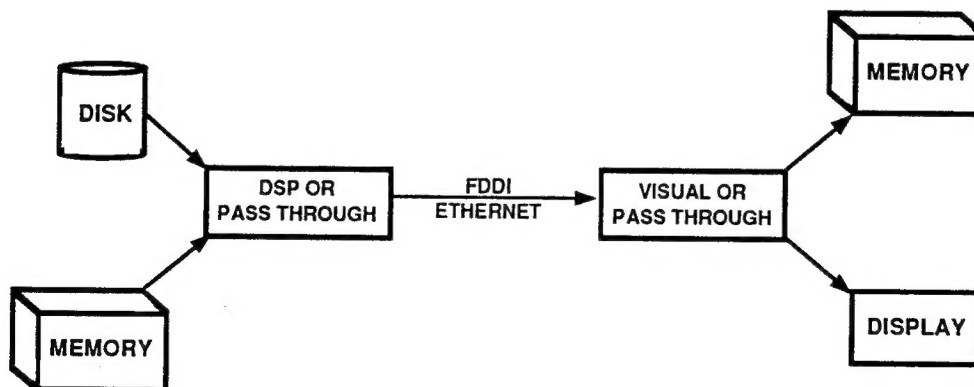 DISK
MEMORY
DSP OR
PASS THROUGH
FDDI
ETHERNET
VISUAL OR
PASS THROUGH
MEMORY
DISPLAY